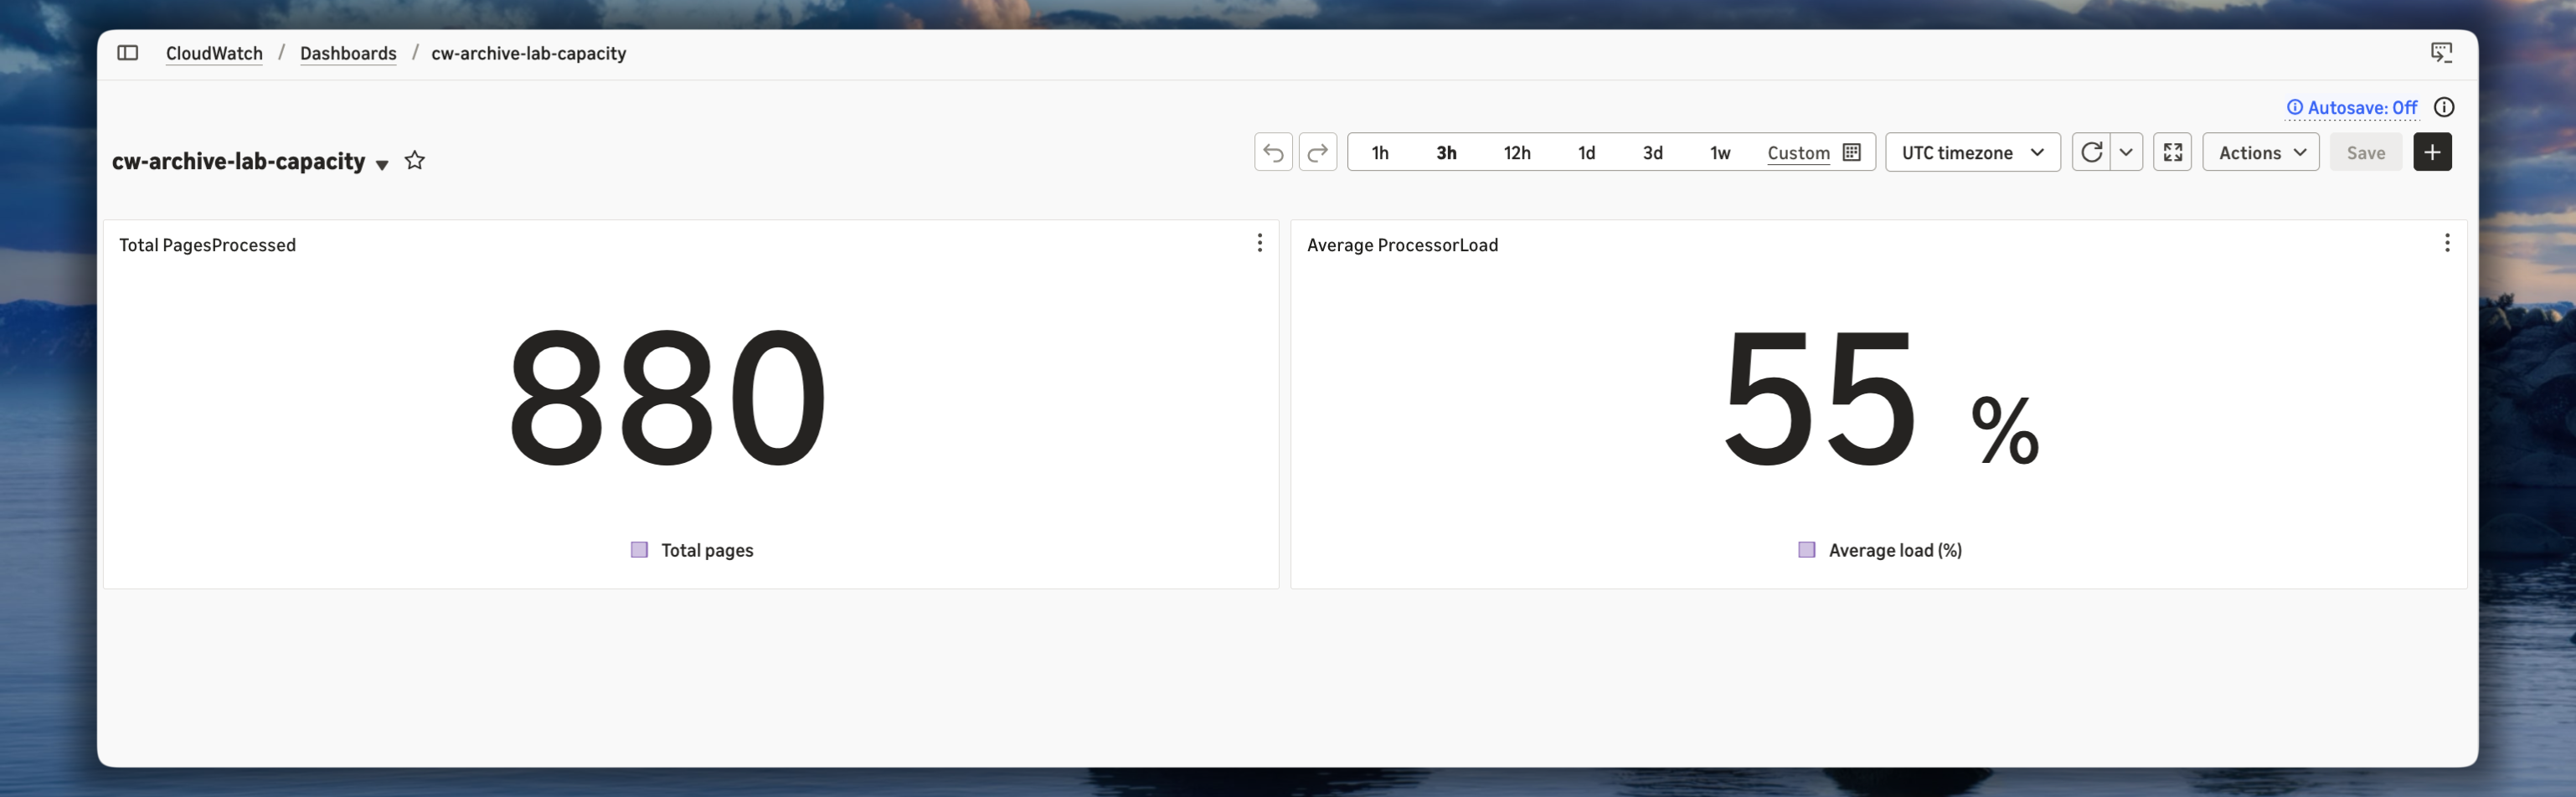 CloudWatch / Dashboards / cw-archive-lab-capacity
Autosave: Off
cw-archive-lab-capacity
1h 3h 12h 1d 3d 1w Custom UTC timezone Actions Save
Total PagesProcessed
880
Total pages
Average ProcessorLoad
55 %
Average load (%)